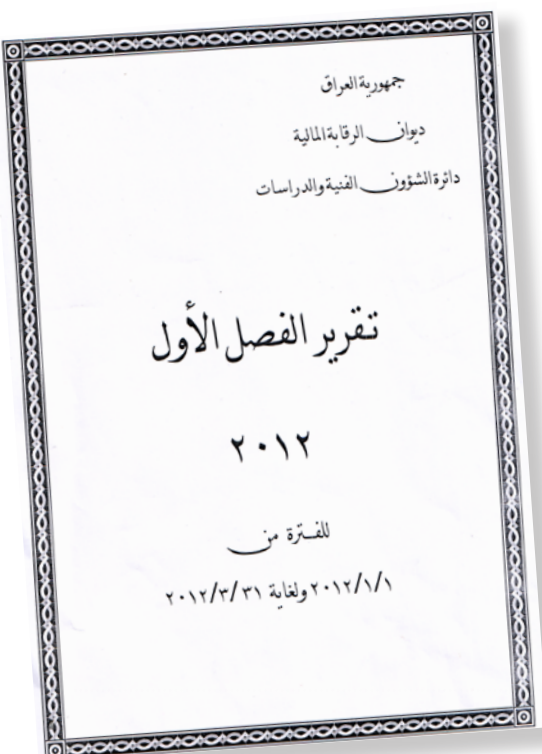 جمهورية العراق
ديوان الرقابة المالية
دائرة الشؤون الفنية والدراسات
تقرير الفصل الأول
٢٠١٢
للفترة من
٢٠١٢/١/١ ولغاية ٢٠١٢/٣/٣١